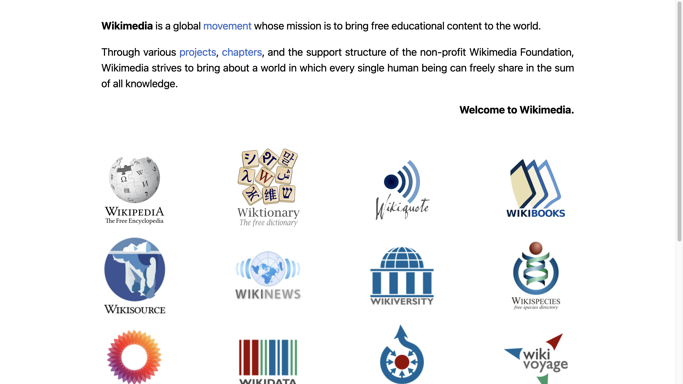 Wikimedia is a global movement whose mission is to bring free educational content to the world.
Through various projects, chapters, and the support structure of the non-profit Wikimedia Foundation,
Wikimedia strives to bring about a world in which every single human being can freely share in the sum
of all knowledge.
Welcome to Wikimedia.
WIKIPEDIA
The Free Encyclopedia
Wiktionary
The free dictionary
Wikiquote
WIKIBOOKS
WIKISOURCE
WIKINEWS
WIKIVERSITY
WIKISPECIES
free species directory
WIKIDATA
wiki
voyage